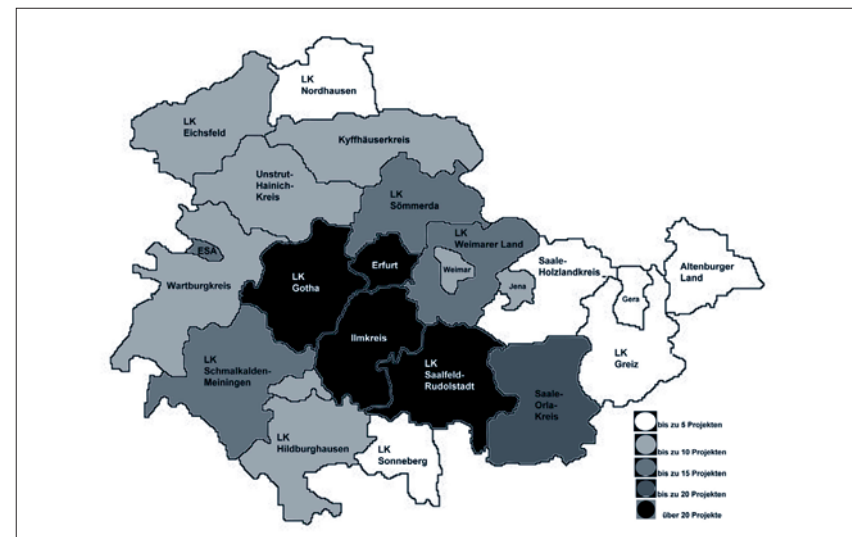 LK
Nordhausen
LK
Eichsfeld
Kyffhäuserkreis
Unstrut-
Hainich-
Kreis
LK
Sömmerda
LK
Weimarer Land
ESA
Erfurt
Weimar
Saale-
Holzlandkreis
Altenburger
Land
Wartburgkreis
LK
Gotha
Jena
Gera
Ilmkreis
LK
Greiz
LK
Schmalkalden-
Meiningen
LK
Saalfeld-
Rudolstadt
Saale-
Orla-
Kreis
LK
Hildburghausen
LK
Sonneberg
bis zu 5 Projekten
bis zu 10 Projekten
bis zu 15 Projekten
bis zu 20 Projekten
über 20 Projekte